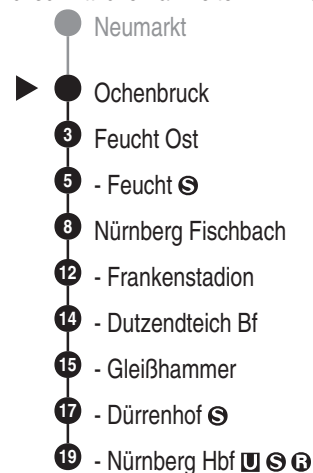 Neumarkt
Ochenbruck
3 Feucht Ost
5 - Feucht S
8 Nürnberg Fischbach
12 - Frankenstadion
14 - Dutzendteich Bf
15 - Gleißhammer
17 - Dürrenhof S
19 - Nürnberg Hbf U S R